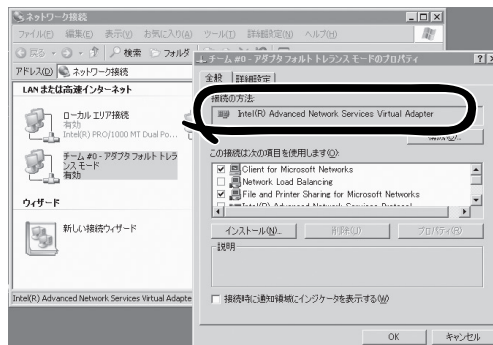 ネットワーク接続
ファイル(F) 編集(E) 表示(V) お気に入り(A) ツール(T) 詳細設定(N) ヘルプ(H)
戻る 検索 フォルダ
アドレス(D) ネットワーク接続
LAN または高速インターネット
ローカル エリア接続
有効
Intel(R) PRO/1000 MT Dual Po...
チーム #0 - アダプタ フォルト トレランス モード
有効
ウィザード
新しい接続ウィザード
Intel(R) Advanced Network Services Virtual Adapte
チーム #0 - アダプタ フォルト トレランス モードのプロパティ
全般 詳細設定
接続の方法:
Intel(R) Advanced Network Services Virtual Adapter
この接続は次の項目を使用します(O):
Client for Microsoft Networks
Network Load Balancing
File and Printer Sharing for Microsoft Networks
Intel(R) Advanced Network Services Protocol
インストール(N)... 削除(U) プロパティ(R)
説明
接続時に通知領域にインジケータを表示する(W)
OK キャンセル